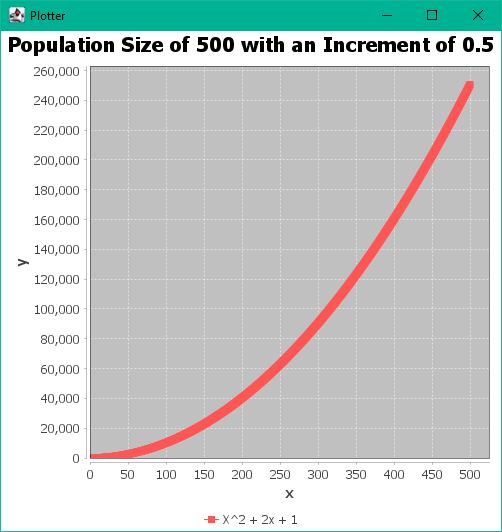 Plotter
Population Size of 500 with an Increment of 0.5
260,000
240,000
220,000
200,000
180,000
160,000
140,000
120,000
100,000
80,000
60,000
40,000
20,000
0
y
0 50 100 150 200 250 300 350 400 450 500
x
X^2 + 2x + 1